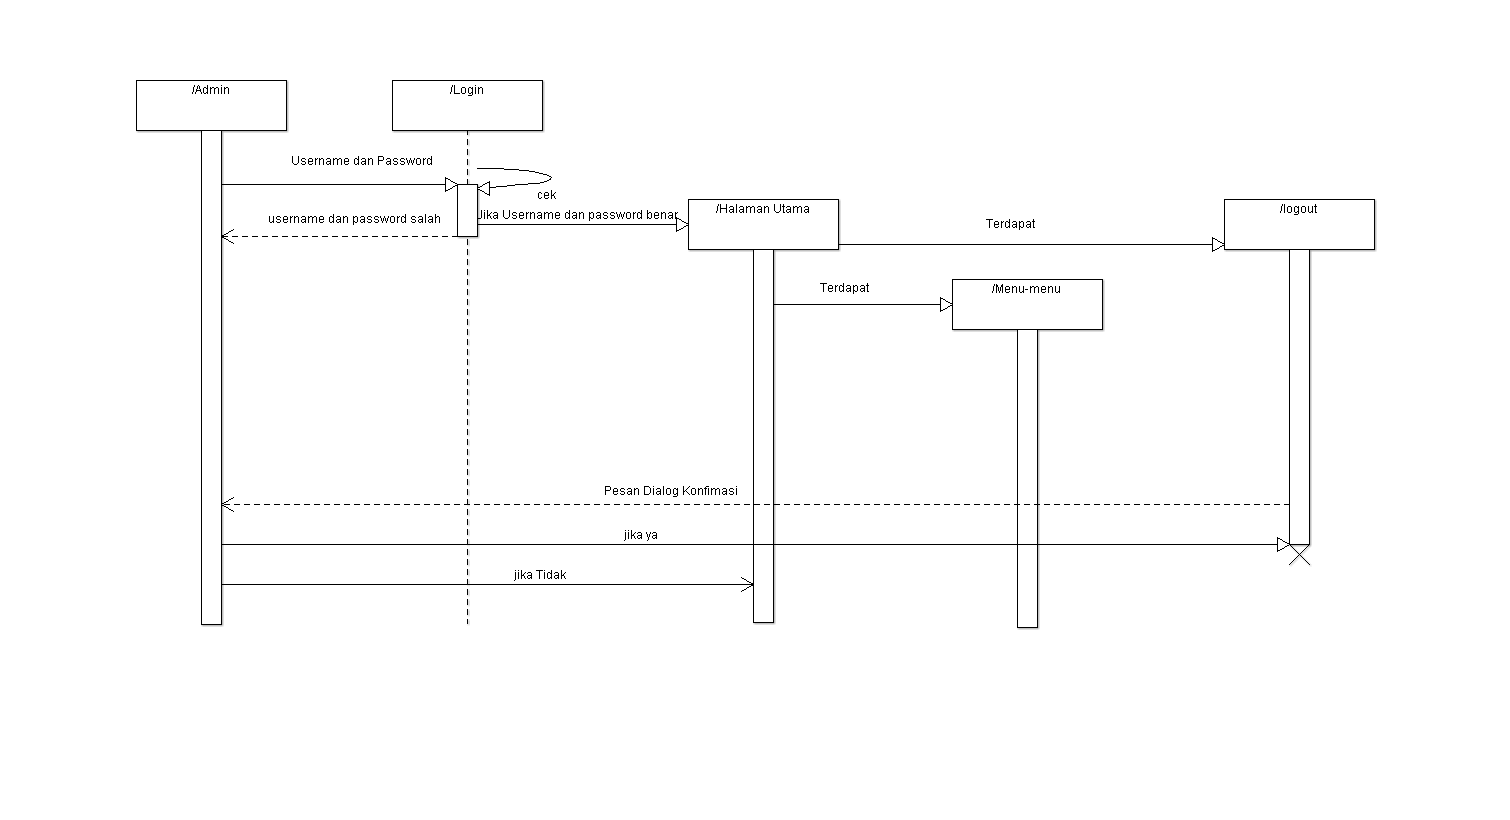 /Admin
/Login
Username dan Password
cek
username dan password salah
Jika Username dan password benar
/Halaman Utama
/logout
Terdapat
Terdapat
/Menu-menu
Pesan Dialog Konfimasi
jika ya
jika Tidak